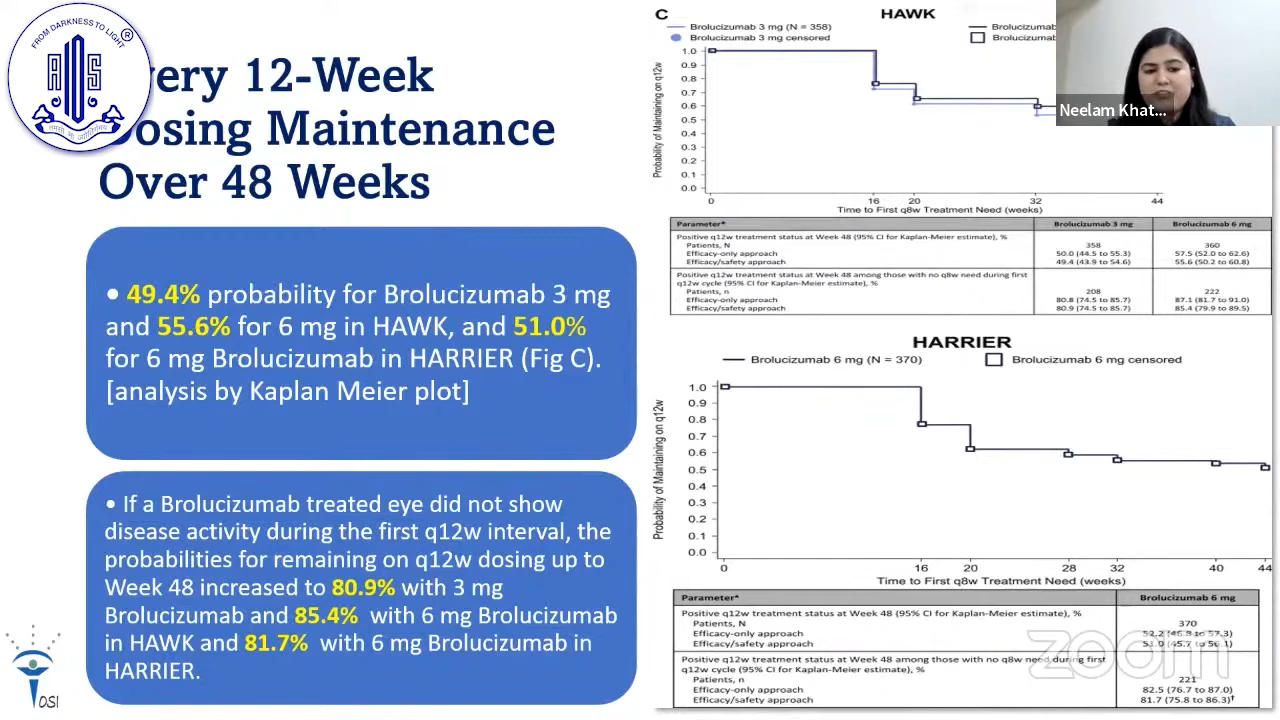 FROM DARKNESS TO LIGHT
®
AIIS
तमसो मा ज्योतिर्गमय
very 12-Week
osing Maintenance
Over 48 Weeks
• 49.4% probability for Brolucizumab 3 mg
and 55.6% for 6 mg in HAWK, and 51.0%
for 6 mg Brolucizumab in HARRIER (Fig C).
[analysis by Kaplan Meier plot]
• If a Brolucizumab treated eye did not show
disease activity during the first q12w interval, the
probabilities for remaining on q12w dosing up to
Week 48 increased to 80.9% with 3 mg
Brolucizumab and 85.4% with 6 mg Brolucizumab
in HAWK and 81.7% with 6 mg Brolucizumab in
HARRIER.
OSI
C
HAWK
Brolucizumab 3 mg (N = 358) Brolucizumab
Brolucizumab 3 mg censored Brolucizumab
Neelam Khat...
Probability of Maintaining on q12w
1.0
0.9
0.8
0.7
0.6
0.5
0.4
0.3
0.2
0.1
0.0
0 16 20 32 44
Time to First q8w Treatment Need (weeks)
Parameter* Brolucizumab 3 mg Brolucizumab 6 mg
Positive q12w treatment status at Week 48 (95% CI for Kaplan-Meier estimate), %
Patients, N 358 360
Efficacy-only approach 50.0 (44.5 to 55.3) 57.5 (52.0 to 62.6)
Efficacy/safety approach 49.4 (43.9 to 54.6) 55.6 (50.2 to 60.8)
Positive q12w treatment status at Week 48 among those with no q8w need during first
q12w cycle (95% CI for Kaplan-Meier estimate), %
Patients, n 208 222
Efficacy-only approach 80.8 (74.5 to 85.7) 87.1 (81.7 to 91.0)
Efficacy/safety approach 80.9 (74.5 to 85.7) 85.4 (79.9 to 89.5)
HARRIER
Brolucizumab 6 mg (N = 370) Brolucizumab 6 mg censored
Probability of Maintaining on q12w
1.0
0.9
0.8
0.7
0.6
0.5
0.4
0.3
0.2
0.1
0.0
0 16 20 28 32 40 44
Time to First q8w Treatment Need (weeks)
Parameter* Brolucizumab 6 mg
Positive q12w treatment status at Week 48 (95% CI for Kaplan-Meier estimate), %
Patients, N 370
Efficacy-only approach 52.2 (46.8 to 57.3)
Efficacy/safety approach 51.0 (45.7 to 56.1)
Positive q12w treatment status at Week 48 among those with no q8w need during first
q12w cycle (95% CI for Kaplan-Meier estimate), %
Patients, n 221
Efficacy-only approach 82.5 (76.7 to 87.0)
Efficacy/safety approach 81.7 (75.8 to 86.3)†
zoom